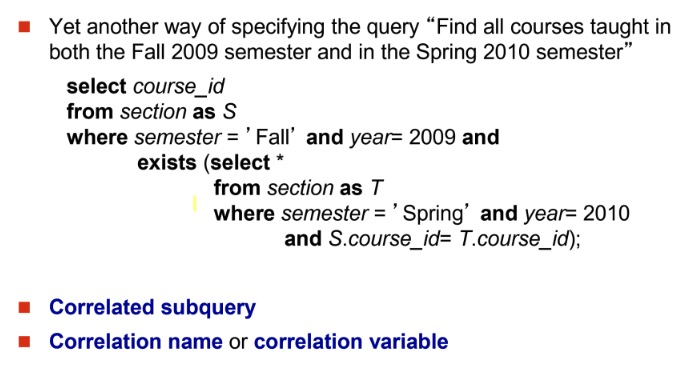 Yet another way of specifying the query “Find all courses taught in
both the Fall 2009 semester and in the Spring 2010 semester”
select course_id
from section as S
where semester = ’Fall’ and year= 2009 and
exists (select *
from section as T
where semester = ’Spring’ and year= 2010
and S.course_id= T.course_id);
Correlated subquery
Correlation name or correlation variable